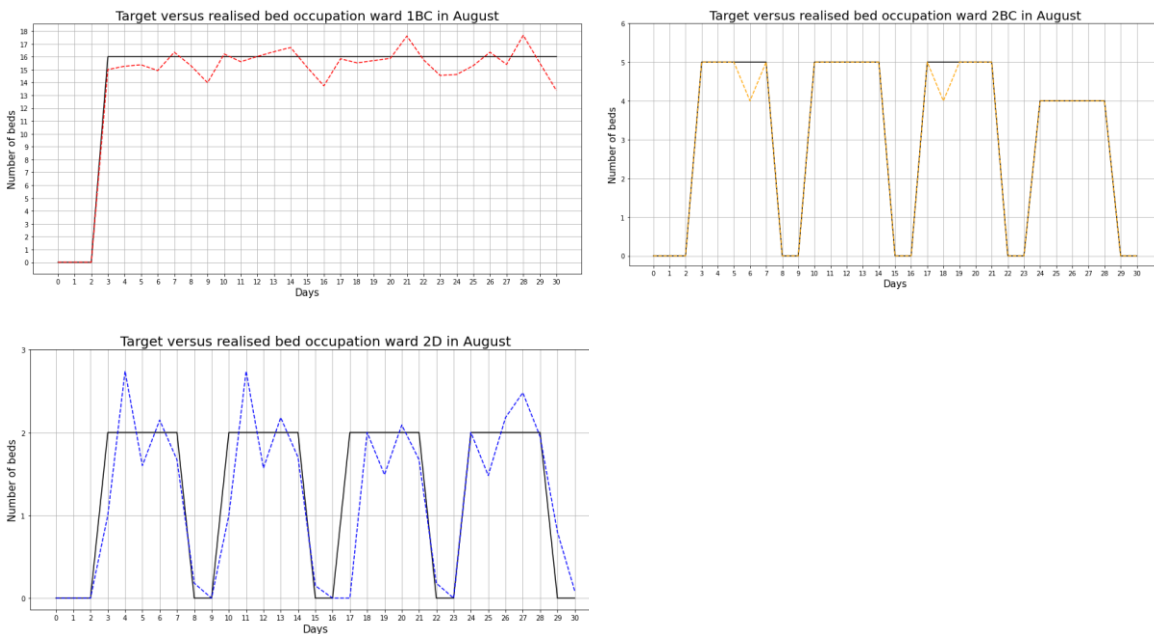 Target versus realised bed occupation ward 1BC in August
Number of beds
18
17
16
15
14
13
12
11
10
9
8
7
6
5
4
3
2
1
0
0 1 2 3 4 5 6 7 8 9 10 11 12 13 14 15 16 17 18 19 20 21 22 23 24 25 26 27 28 29 30
Days
Target versus realised bed occupation ward 2BC in August
Number of beds
6
5
4
3
2
1
0
0 1 2 3 4 5 6 7 8 9 10 11 12 13 14 15 16 17 18 19 20 21 22 23 24 25 26 27 28 29 30
Days
Target versus realised bed occupation ward 2D in August
Number of beds
3
2
1
0
0 1 2 3 4 5 6 7 8 9 10 11 12 13 14 15 16 17 18 19 20 21 22 23 24 25 26 27 28 29 30
Days